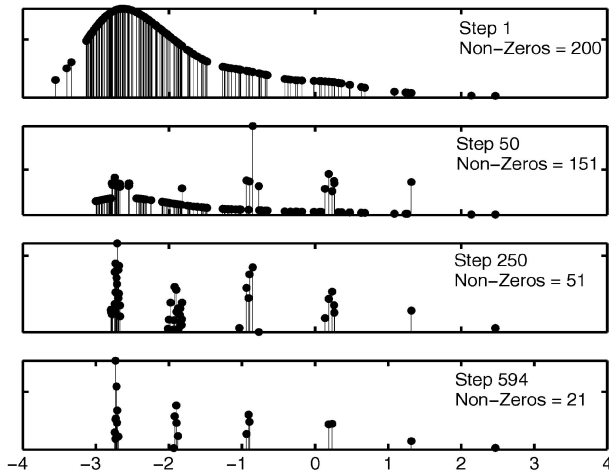 Step 1
Non-Zeros = 200
Step 50
Non-Zeros = 151
Step 250
Non-Zeros = 51
Step 594
Non-Zeros = 21
−4 −3 −2 −1 0 1 2 3 4